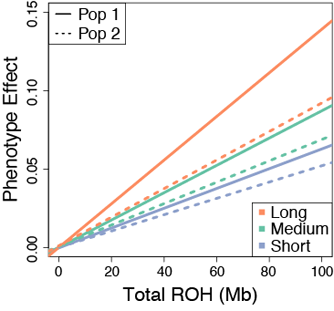 Pop 1
Pop 2
0.15
0.10
0.05
0.00
Phenotype Effect
Long
Medium
Short
0 20 40 60 80 100
Total ROH (Mb)